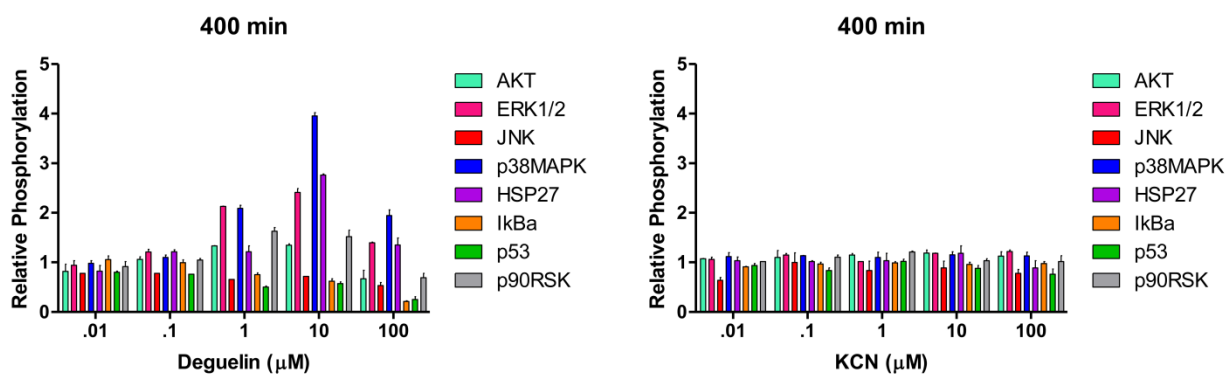 400 min
Relative Phosphorylation
5
4
3
2
1
0
.01 .1 1 10 100
Deguelin (μM)
AKT
ERK1/2
JNK
p38MAPK
HSP27
IkBa
p53
p90RSK
400 min
Relative Phosphorylation
5
4
3
2
1
0
.01 .1 1 10 100
KCN (μM)
AKT
ERK1/2
JNK
p38MAPK
HSP27
IkBa
p53
p90RSK